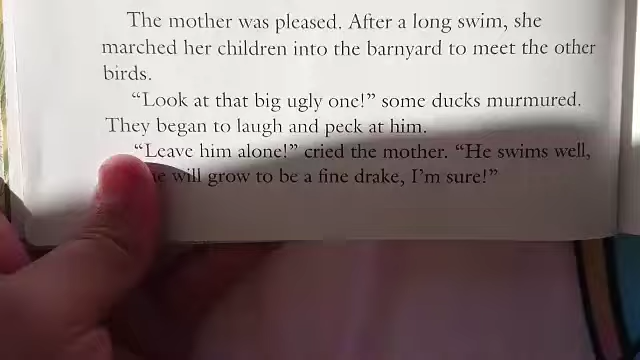 The mother was pleased. After a long swim, she
marched her children into the barnyard to meet the other
birds.
“Look at that big ugly one!” some ducks murmured.
They began to laugh and peck at him.
“Leave him alone!” cried the mother. “He swims well,
will grow to be a fine drake, I’m sure!”